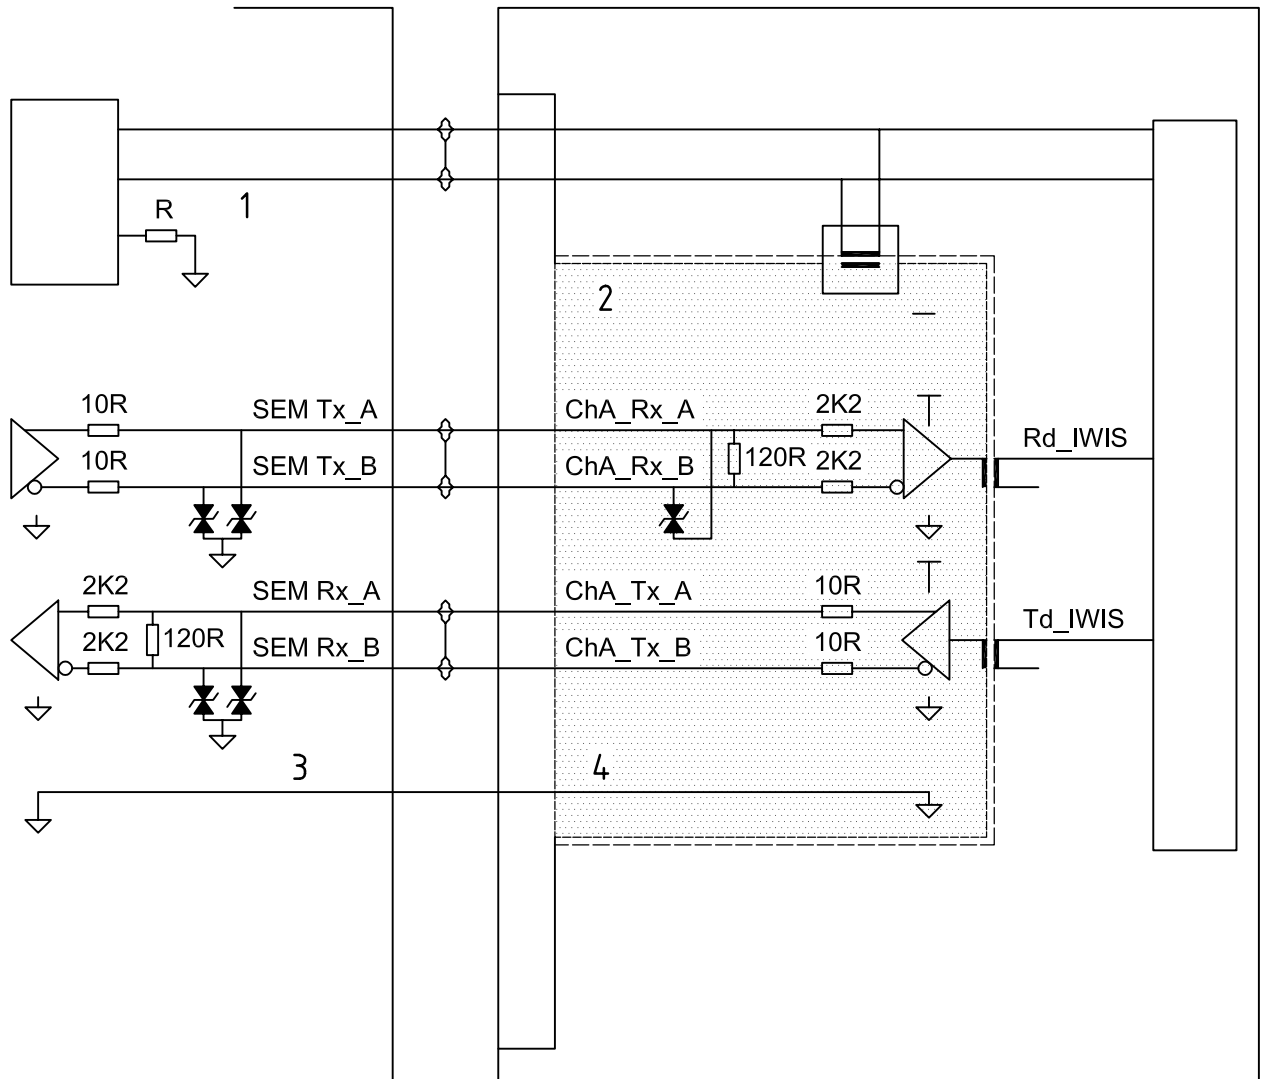 1
R
2
10R
SEM Tx_A
ChA_Rx_A
2K2
10R
SEM Tx_B
ChA_Rx_B
120R
2K2
Rd_IWIS
2K2
SEM Rx_A
ChA_Tx_A
10R
2K2
120R
SEM Rx_B
ChA_Tx_B
10R
Td_IWIS
3
4